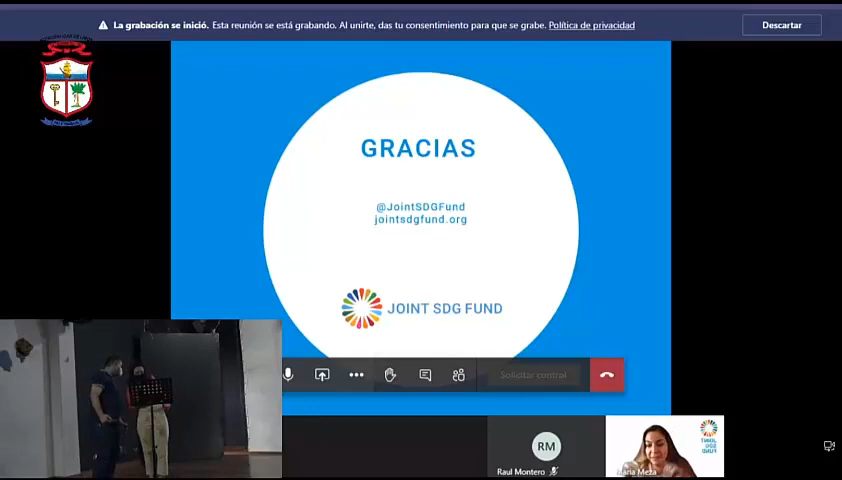 La grabación se inició. Esta reunión se está grabando. Al unirte, das tu consentimiento para que se grabe. Política de privacidad
Descartar
GRACIAS
@JointSDGFund
jointsdgfund.org
JOINT SDG FUND
Solicitar control
RM
Raul Montero
Maria Meza